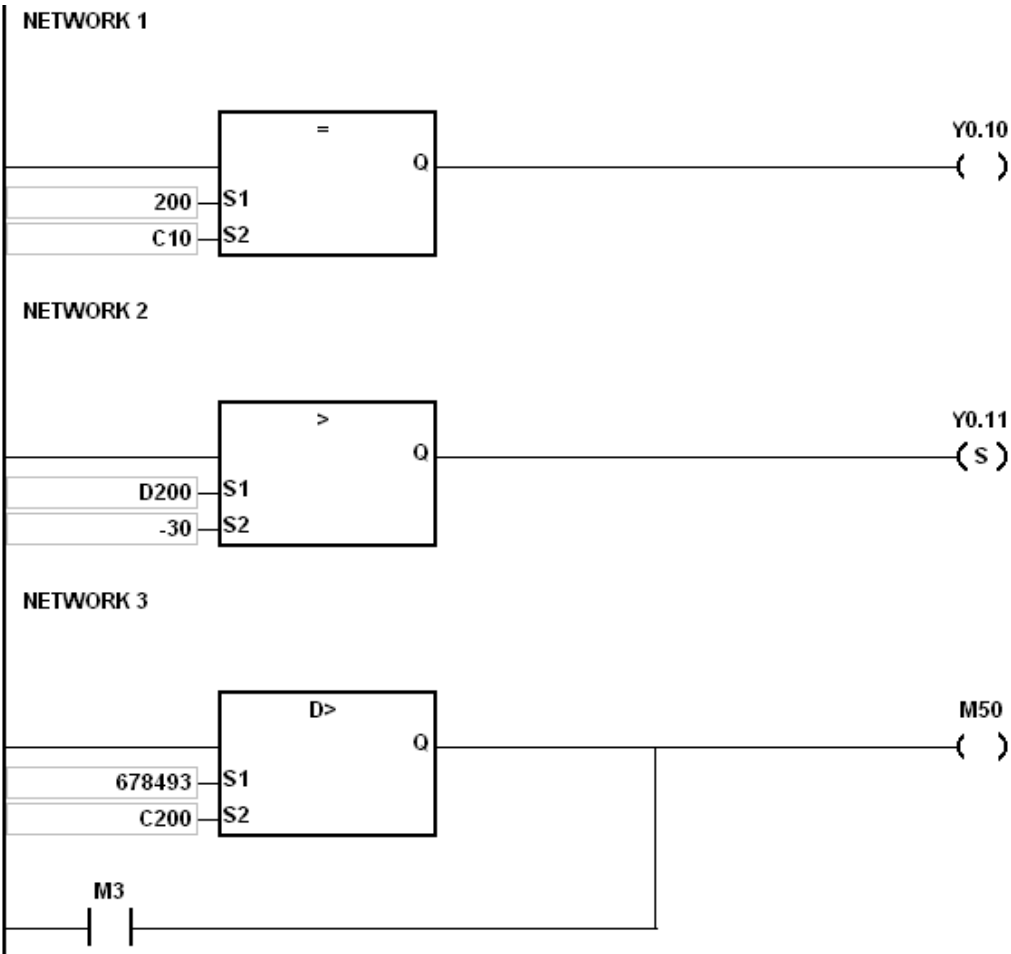 NETWORK 1
=
Y0.10
Q
( )
200 S1
C10 S2
NETWORK 2
>
Y0.11
Q
(S)
D200 S1
-30 S2
NETWORK 3
D>
M50
Q
( )
678493 S1
C200 S2
M3